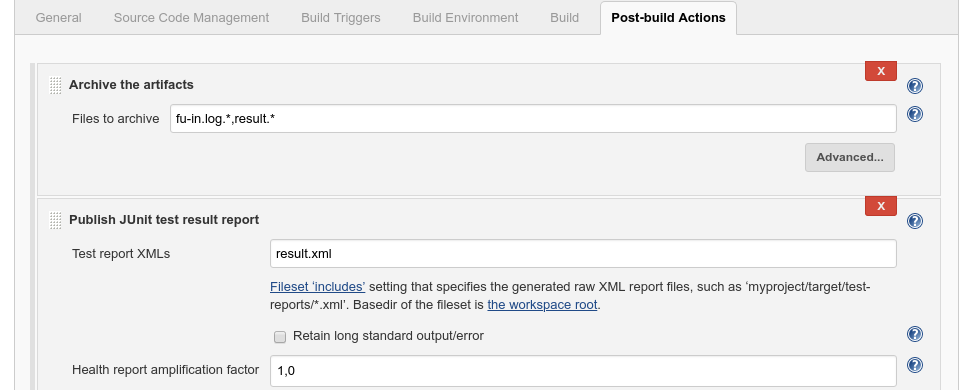 General Source Code Management Build Triggers Build Environment Build Post-build Actions
X
Archive the artifacts
Files to archive fu-in.log.*,result.*
Advanced...
X
Publish JUnit test result report
Test report XMLs result.xml
Fileset ‘includes’ setting that specifies the generated raw XML report files, such as ‘myproject/target/test-
reports/*.xml’. Basedir of the fileset is the workspace root.
Retain long standard output/error
Health report amplification factor 1,0